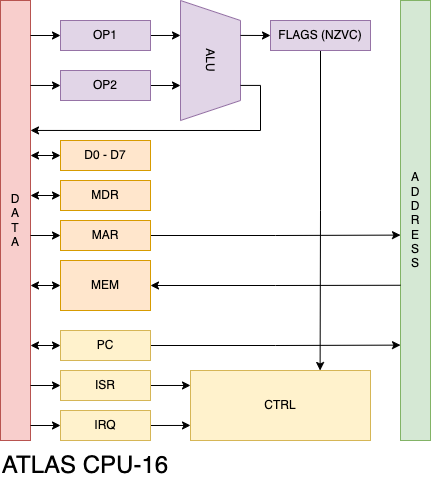 OP1
FLAGS (NZVC)
ALU
OP2
D0 - D7
DATA
MDR
ADDRESS
MAR
MEM
PC
ISR
CTRL
IRQ
ATLAS CPU-16